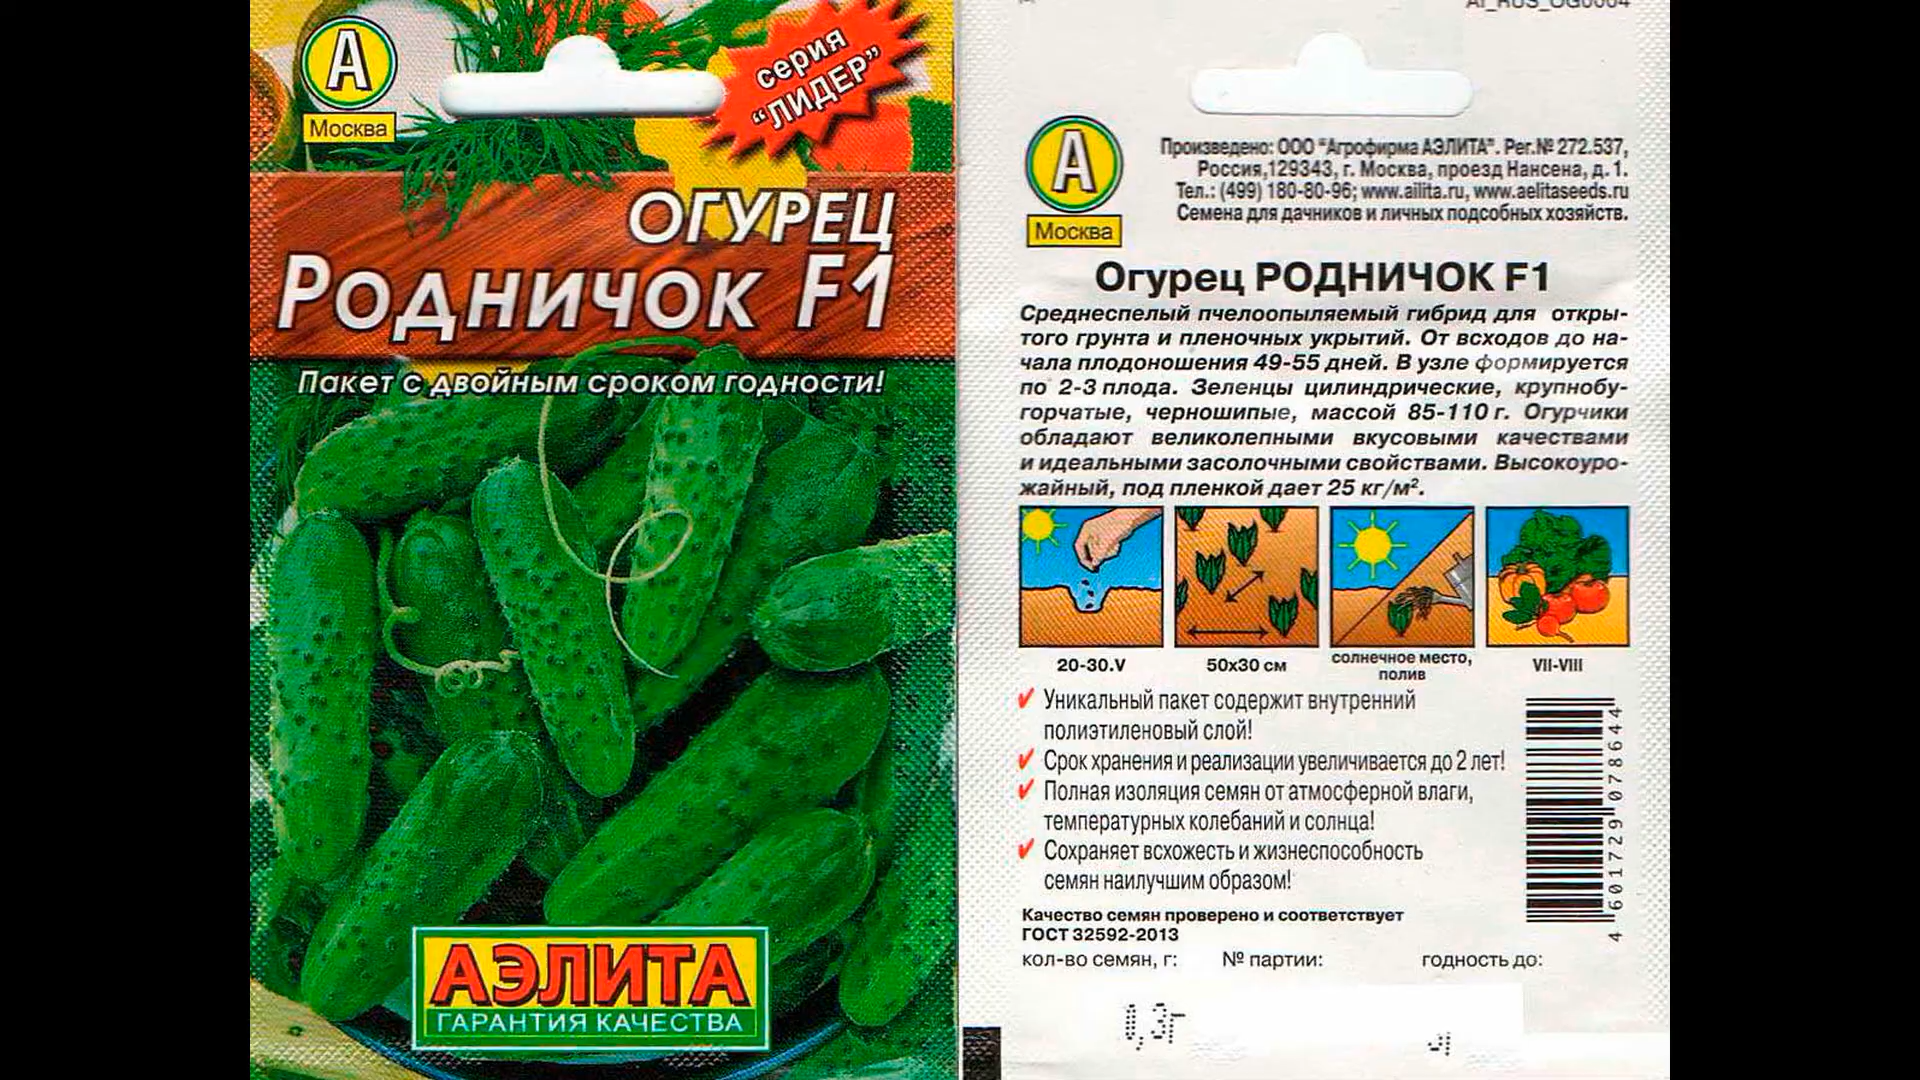 А
Москва
серия
"ЛИДЕР"
ОГУРЕЦ
РОДНИЧОК F1
Пакет с двойным сроком годности!
АЭЛИТА
ГАРАНТИЯ КАЧЕСТВА
А
Москва
Произведено: ООО "Агрофирма АЭЛИТА". Рег.№ 272.537,
Россия,129343, г. Москва, проезд Нансена, д. 1.
Тел.: (499) 180-80-96; www.ailita.ru, www.aelitaseeds.ru
Семена для дачников и личных подсобных хозяйств.
Огурец РОДНИЧОК F1
Среднеспелый пчелоопыляемый гибрид для откры-
того грунта и пленочных укрытий. От всходов до на-
чала плодоношения 49-55 дней. В узле формируется
по 2-3 плода. Зеленцы цилиндрические, крупнобу-
горчатые, черношипые, массой 85-110 г. Огурчики
обладают великолепными вкусовыми качествами
и идеальными засолочными свойствами. Высокоуро-
жайный, под пленкой дает 25 кг/м².
20-30.V
50х30 см
солнечное место,
полив
VII-VIII
Уникальный пакет содержит внутренний
полиэтиленовый слой!
Срок хранения и реализации увеличивается до 2 лет!
Полная изоляция семян от атмосферной влаги,
температурных колебаний и солнца!
Сохраняет всхожесть и жизнеспособность
семян наилучшим образом!
4 601729 078644
Качество семян проверено и соответствует
ГОСТ 32592-2013
кол-во семян, г: № партии: годность до:
0,3г